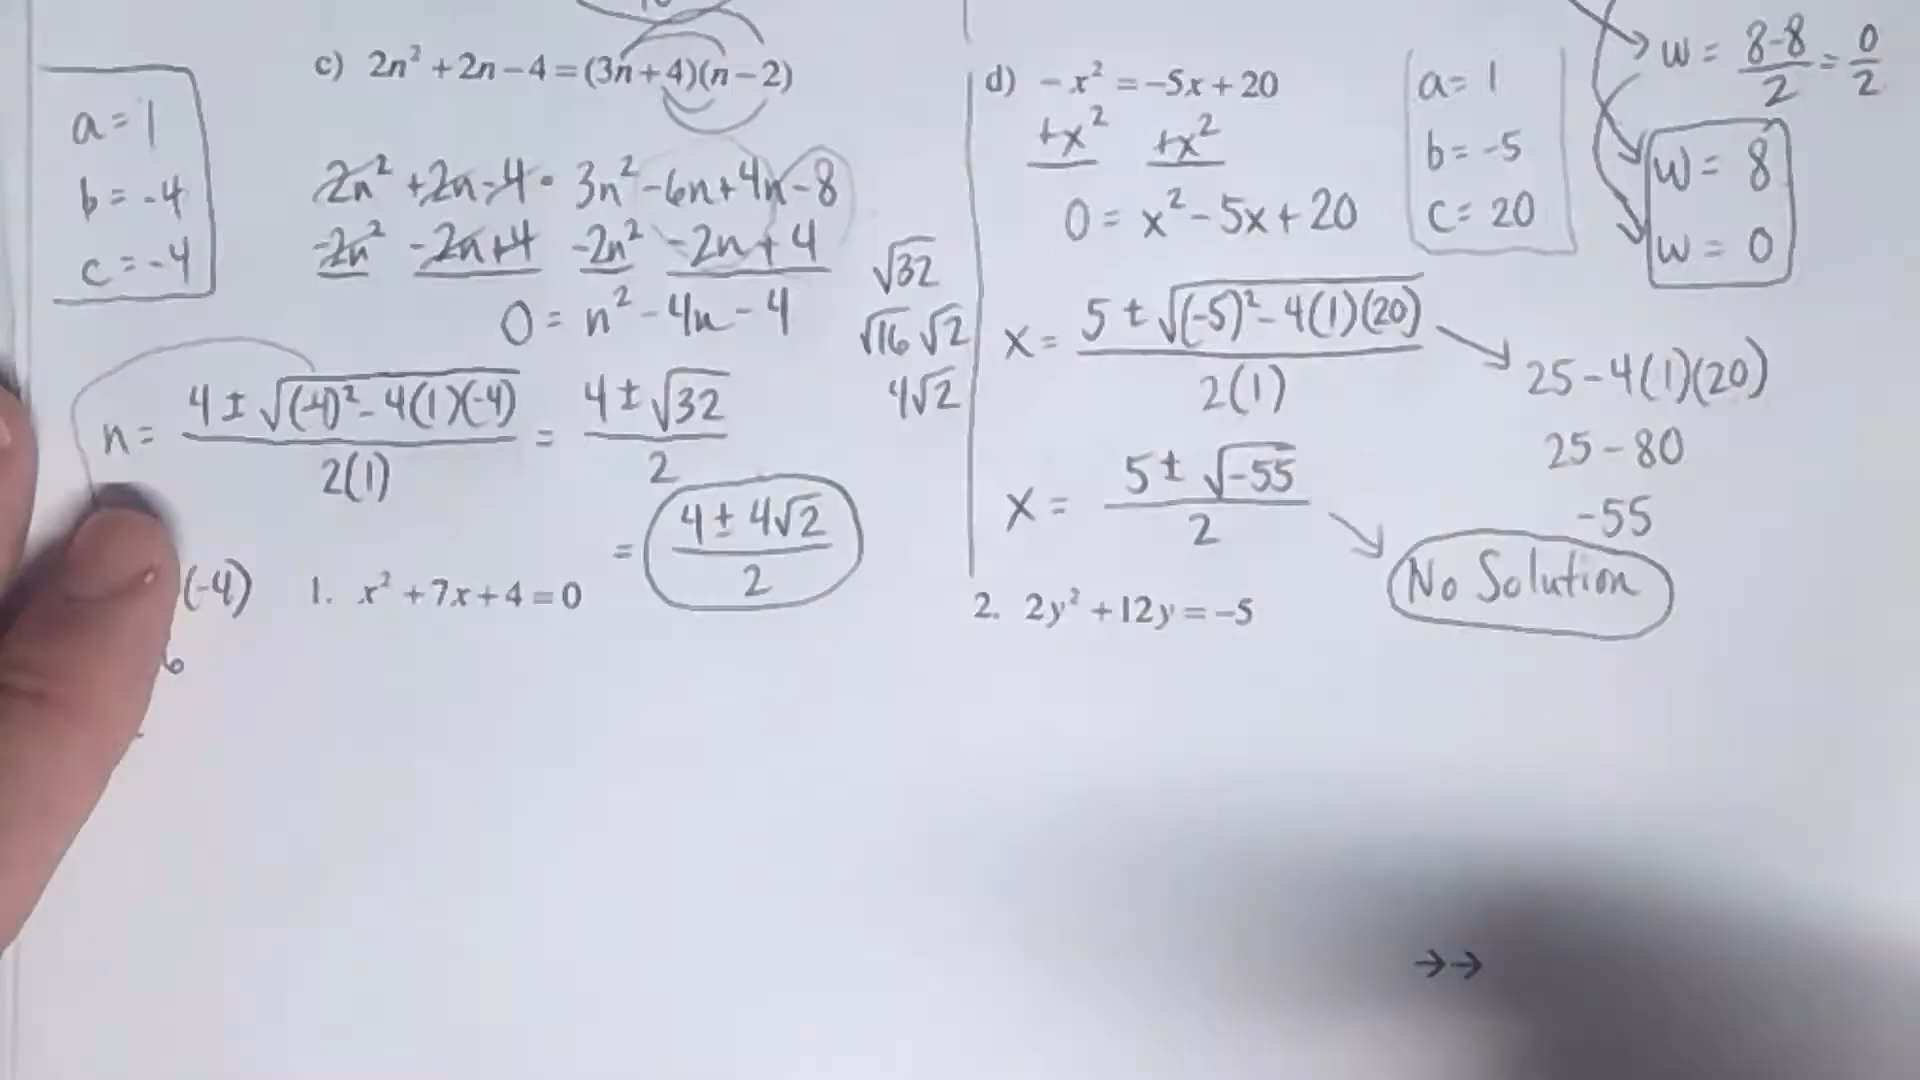 a = 1
b = -4
c = -4
c) 2n² + 2n – 4 = (3n + 4)(n – 2)
2n² + 2n - 4 = 3n² - 6n + 4n - 8
-2n² - 2n + 4 -2n² - 2n + 4
0 = n² - 4n - 4
n = 4 ± √((-4)² - 4(1)(-4)) / 2(1) = 4 ± √32 / 2
= 4 ± 4√2 / 2
√32
√16 √2
4√2
(-4)
6
d) – x² = –5x + 20
+x² +x²
0 = x² - 5x + 20
a = 1
b = -5
c = 20
x = 5 ± √((-5)² - 4(1)(20)) / 2(1)
25 - 4(1)(20)
25 - 80
-55
x = 5 ± √-55 / 2
No Solution
w = 8-8 / 2 = 0 / 2
w = 8
w = 0
1. x² + 7x + 4 = 0
2. 2y² + 12y = –5
→→